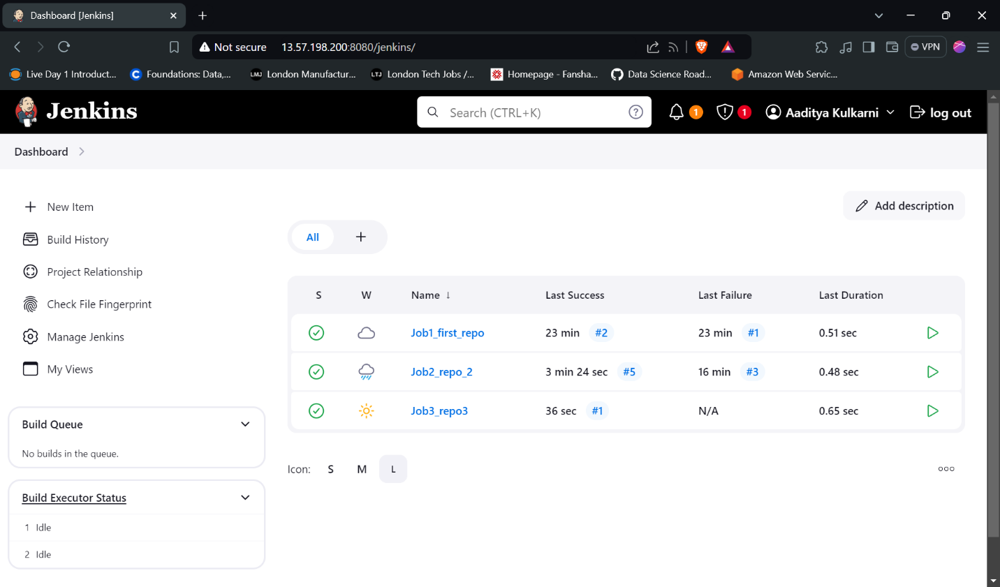 Dashboard [Jenkins]
Not secure 13.57.198.200:8080/jenkins/
VPN
Live Day 1 Introduct... Foundations: Data,... LMJ London Manufactur... LTJ London Tech Jobs /... Homepage - Fansha... Data Science Road... Amazon Web Servic...
Jenkins
Search (CTRL+K)
1
1
Aaditya Kulkarni
log out
Dashboard
New Item
Build History
Project Relationship
Check File Fingerprint
Manage Jenkins
My Views
Build Queue
No builds in the queue.
Build Executor Status
1 Idle
2 Idle
Add description
All +
S W Name ↓ Last Success Last Failure Last Duration
Job1_first_repo 23 min #2 23 min #1 0.51 sec
Job2_repo_2 3 min 24 sec #5 16 min #3 0.48 sec
Job3_repo3 36 sec #1 N/A 0.65 sec
Icon: S M L